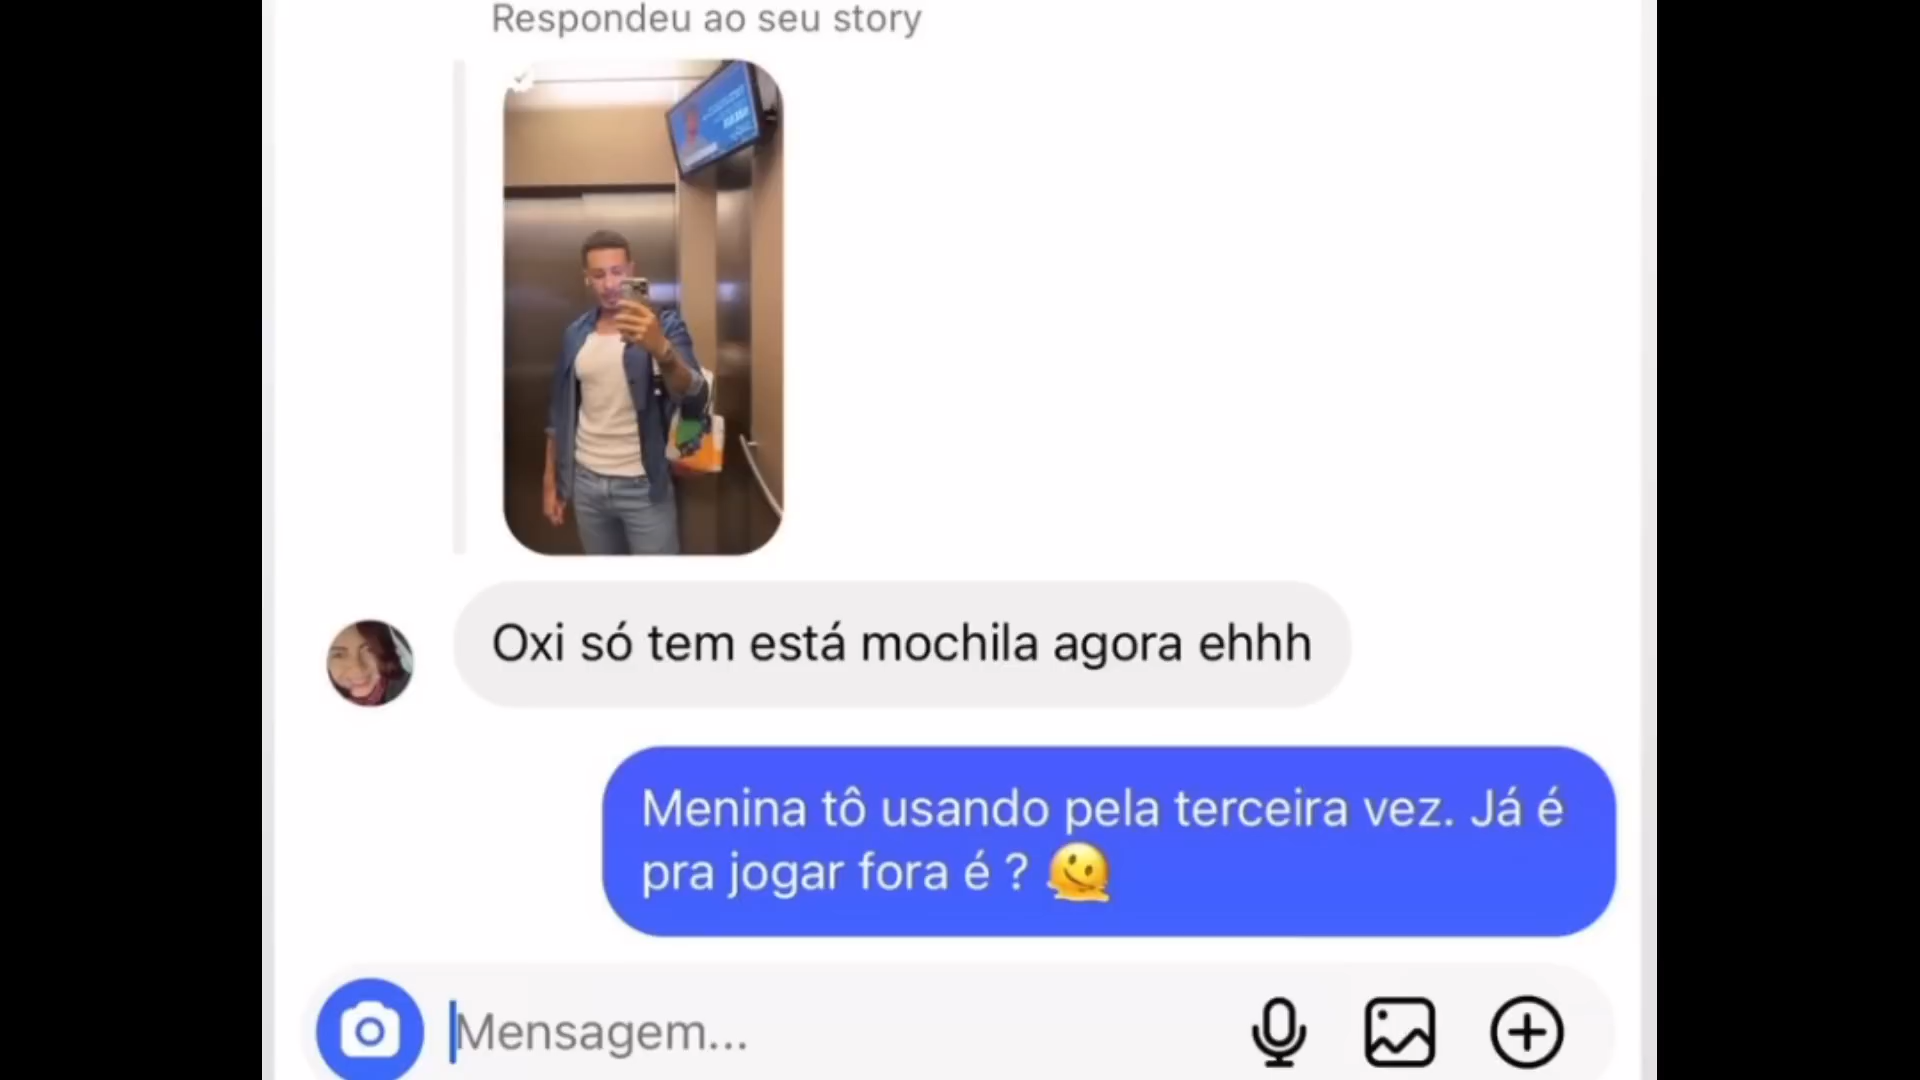 Respondeu ao seu story
Oxi só tem está mochila agora ehhh
Menina tô usando pela terceira vez. Já é
pra jogar fora é ? 🫠
Mensagem...